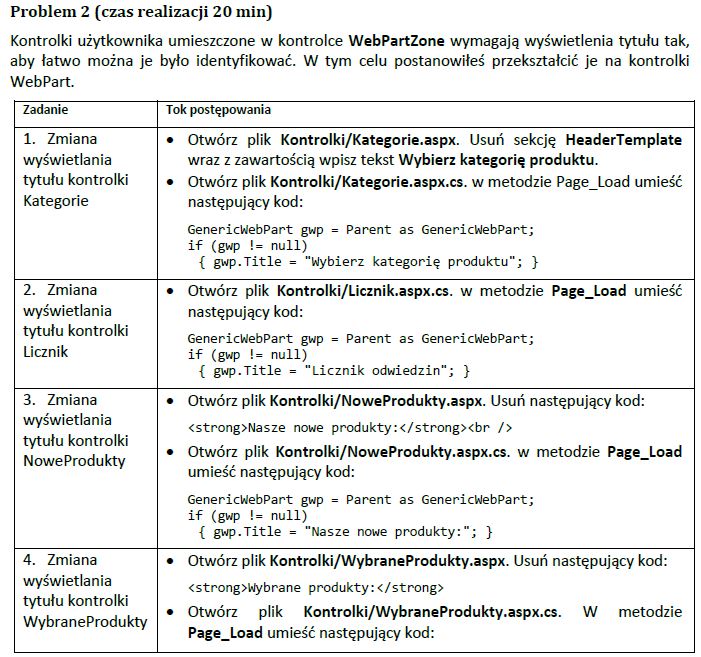 Problem 2 (czas realizacji 20 min)
Kontrolki użytkownika umieszczone w kontrolce WebPartZone wymagają wyświetlenia tytułu tak,
aby łatwo można je było identyfikować. W tym celu postanowiłeś przekształcić je na kontrolki
WebPart.
Zadanie
Tok postępowania
1. Zmiana
wyświetlania
tytułu kontrolki
Kategorie
• Otwórz plik Kontrolki/Kategorie.aspx. Usuń sekcję HeaderTemplate
wraz z zawartością wpisz tekst Wybierz kategorię produktu.
• Otwórz plik Kontrolki/Kategorie.aspx.cs. w metodzie Page_Load umieść
następujący kod:
GenericWebPart gwp = Parent as GenericWebPart;
if (gwp != null)
{ gwp.Title = "Wybierz kategorię produktu"; }
2. Zmiana
wyświetlania
tytułu kontrolki
Licznik
• Otwórz plik Kontrolki/Licznik.aspx.cs. w metodzie Page_Load umieść
następujący kod:
GenericWebPart gwp = Parent as GenericWebPart;
if (gwp != null)
{ gwp.Title = "Licznik odwiedzin"; }
3. Zmiana
wyświetlania
tytułu kontrolki
NoweProdukty
• Otwórz plik Kontrolki/NoweProdukty.aspx. Usuń następujący kod:
<strong>Nasze nowe produkty:</strong><br />
• Otwórz plik Kontrolki/NoweProdukty.aspx.cs. w metodzie Page_Load
umieść następujący kod:
GenericWebPart gwp = Parent as GenericWebPart;
if (gwp != null)
{ gwp.Title = "Nasze nowe produkty:"; }
4. Zmiana
wyświetlania
tytułu kontrolki
WybraneProdukty
• Otwórz plik Kontrolki/WybraneProdukty.aspx. Usuń następujący kod:
<strong>Wybrane produkty:</strong>
• Otwórz plik Kontrolki/WybraneProdukty.aspx.cs. W metodzie
Page_Load umieść następujący kod: